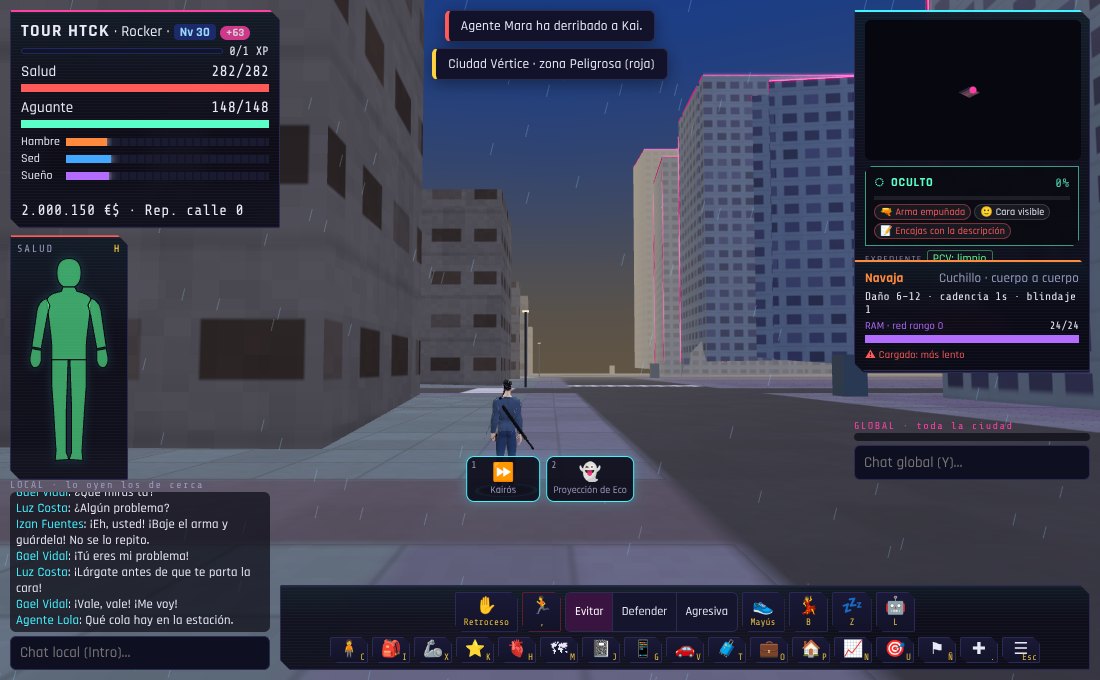 TOUR HTCK · Rocker · Nv 30 +63
0/1 XP
Salud 282/282
Aguante 148/148
Hambre
Sed
Sueño
2.000.150 €$ · Rep. calle 0
SALUD H
LOCAL · lo oyen los de cerca
Gael Vidal: ¿Qué miras tú?
Luz Costa: ¿Algún problema?
Izan Fuentes: ¡Eh, usted! ¡Baje el arma y
guárdela! No se lo repito.
Gael Vidal: ¡Tú eres mi problema!
Luz Costa: ¡Lárgate antes de que te parta la
cara!
Gael Vidal: ¡Vale, vale! ¡Me voy!
Agente Lola: Qué cola hay en la estación.
Chat local (Intro)...
Agente Mara ha derribado a Kai.
Ciudad Vértice · zona Peligrosa (roja)
OCULTO 0%
Arma empuñada
Cara visible
Encajas con la descripción
EXPEDIENTE PCV: limpio
Navaja Cuchillo · cuerpo a cuerpo
Daño 6-12 · cadencia 1s · blindaje
1
RAM · red rango 0 24/24
Cargado: más lento
GLOBAL · toda la ciudad
Chat global (Y)...
1 Kairós
2 Proyección de Eco
Retroceso , Evitar Defender Agresiva Mayús B Z L
C I X K H M J G V T O P N U Ñ . Esc